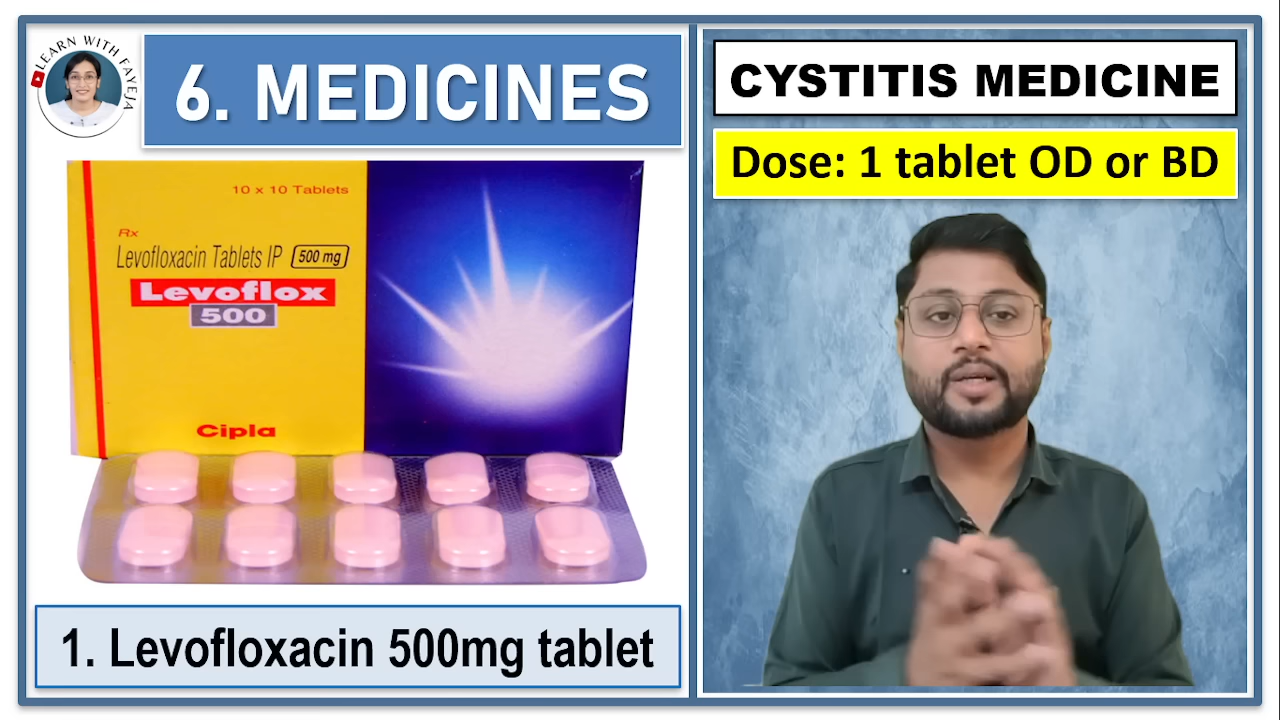 LEARN WITH FAYEJA
6. MEDICINES
10 x 10 Tablets
Rx
Levofloxacin Tablets IP 500 mg
Levoflox
500
Cipla
1. Levofloxacin 500mg tablet
CYSTITIS MEDICINE
Dose: 1 tablet OD or BD